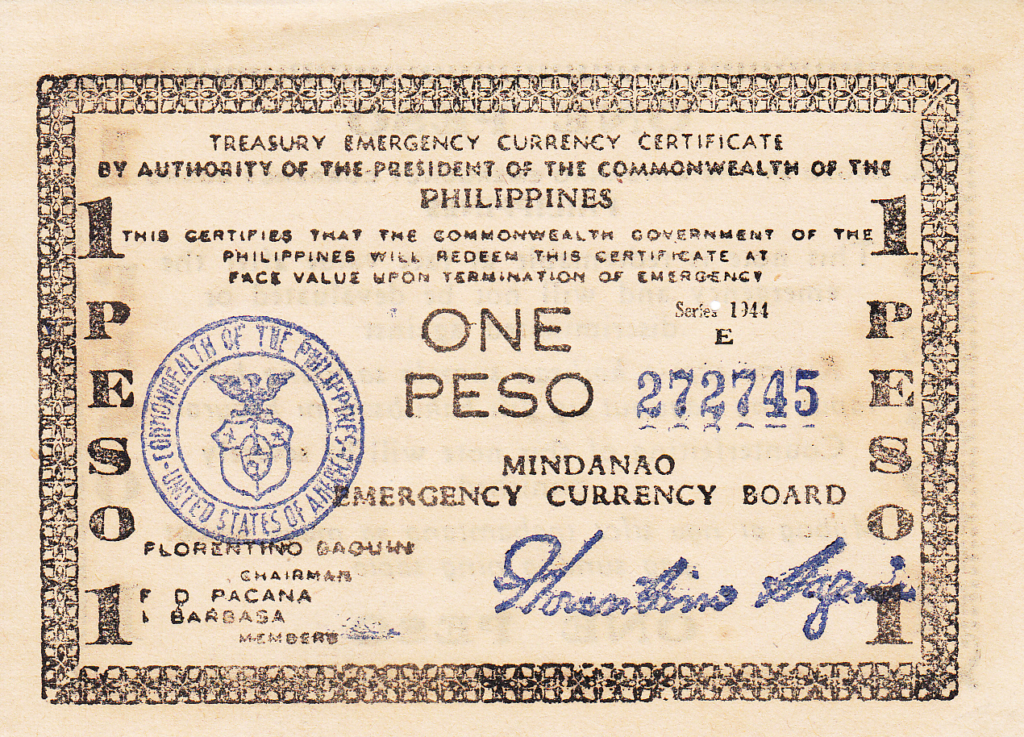 TREASURY EMERGENCY CURRENCY CERTIFICATE
BY AUTHORITY OF THE PRESIDENT OF THE COMMONWEALTH OF THE
PHILIPPINES
1 1
THIS CERTIFIES THAT THE COMMONWEALTH GOVERNMENT OF THE
PHILIPPINES WILL REDEEM THIS CERTIFICATE AT
FACE VALUE UPON TERMINATION OF EMERGENCY
PESO
PESO
ONE
PESO
Series 1944
E
272745
COMMONWEALTH OF THE PHILIPPINES
UNITED STATES OF AMERICA
MINDANAO
EMERGENCY CURRENCY BOARD
FLORENTINO SAGUIN
CHAIRMAN
F D PACANA
I BARBASA
MEMBERS
Florentino Saguin
1 1